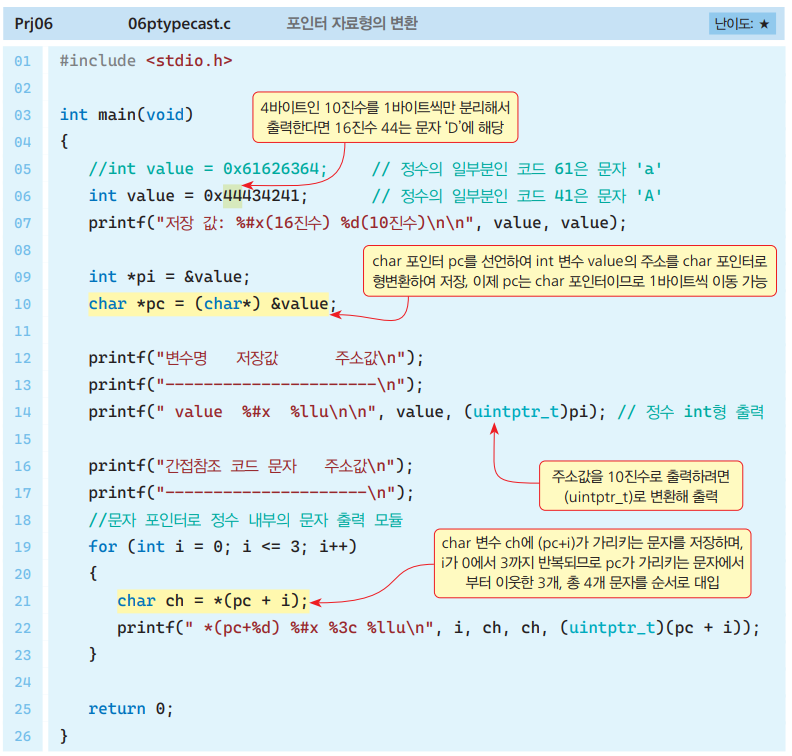 Prj06 06ptypecast.c 포인터 자료형의 변환 난이도: ★
01 #include <stdio.h>
02
4바이트인 10진수를 1바이트씩만 분리해서
출력한다면 16진수 44는 문자 'D'에 해당
03 int main(void)
04 {
05 //int value = 0x61626364; // 정수의 일부분인 코드 61은 문자 'a'
06 int value = 0x44434241; // 정수의 일부분인 코드 41은 문자 'A'
07 printf("저장 값: %#x(16진수) %d(10진수)\n\n", value, value);
08
char 포인터 pc를 선언하여 int 변수 value의 주소를 char 포인터로
형변환하여 저장, 이제 pc는 char 포인터이므로 1바이트씩 이동 가능
09 int *pi = &value;
10 char *pc = (char*) &value;
11
12 printf("변수명 저장값 주소값\n");
13 printf("----------------------\n");
14 printf(" value %#x %llu\n\n", value, (uintptr_t)pi); // 정수 int형 출력
15
16 printf("간접참조 코드 문자 주소값\n");
주소값을 10진수로 출력하려면
(uintptr_t)로 변환해 출력
17 printf("---------------------\n");
18 //문자 포인터로 정수 내부의 문자 출력 모듈
19 for (int i = 0; i <= 3; i++)
char 변수 ch에 (pc+i)가 가리키는 문자를 저장하며,
i가 0에서 3까지 반복되므로 pc가 가리키는 문자에서
부터 이웃한 3개, 총 4개 문자를 순서로 대입
20 {
21 char ch = *(pc + i);
22 printf(" *(pc+%d) %#x %3c %llu\n", i, ch, ch, (uintptr_t)(pc + i));
23 }
24
25 return 0;
26 }